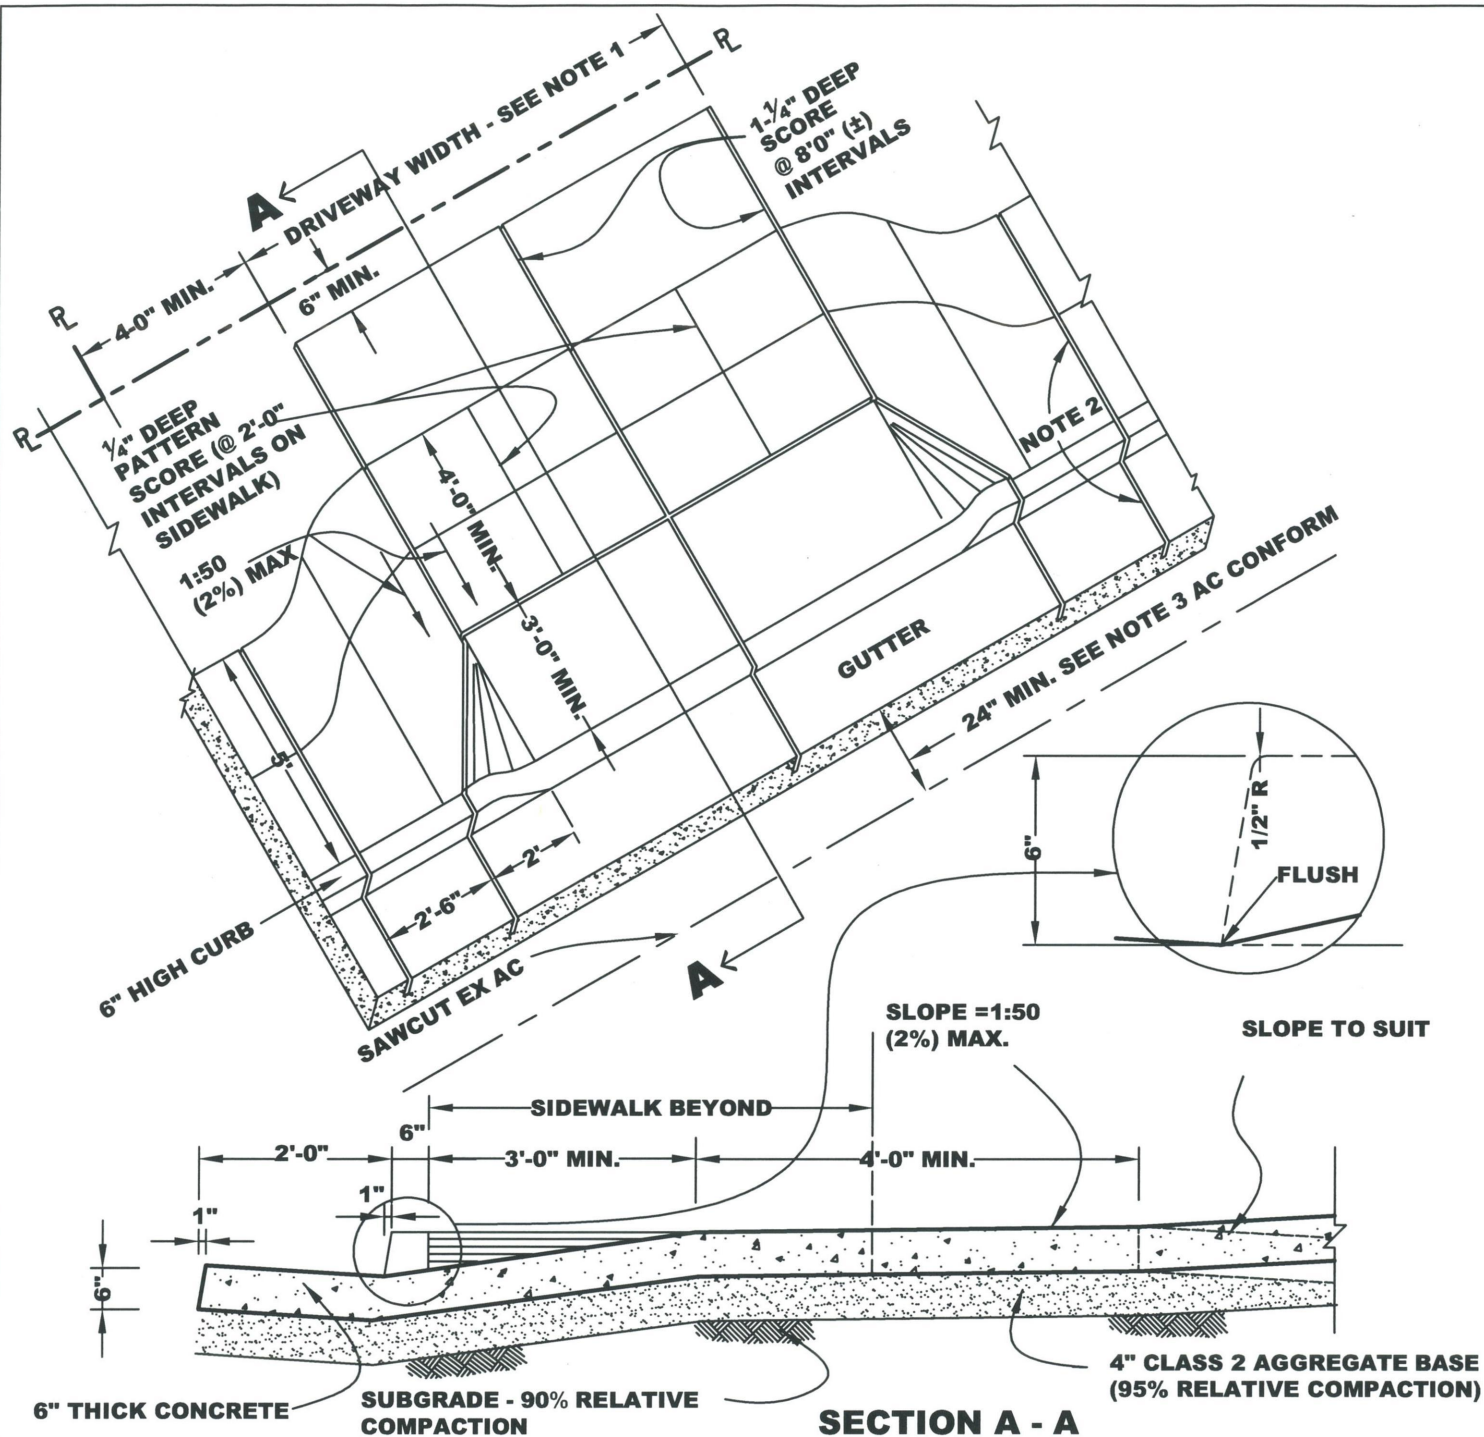 DRIVEWAY WIDTH - SEE NOTE 1
PL
PL
PL
4-0" MIN.
6" MIN.
A
1-1/4" DEEP
SCORE
@ 8'0" (±)
INTERVALS
1/4" DEEP
PATTERN
SCORE (@ 2'-0"
INTERVALS ON
SIDEWALK)
1:50
(2%) MAX
4'-0" MIN.
3'-0" MIN.
NOTE 2
GUTTER
24" MIN. SEE NOTE 3 AC CONFORM
5'
2'
2'-6"
6" HIGH CURB
SAWCUT EX AC
A
6"
1/2" R
FLUSH
SLOPE =1:50
(2%) MAX.
SLOPE TO SUIT
SIDEWALK BEYOND
2'-0"
6"
3'-0" MIN.
4'-0" MIN.
1"
1"
6"
6" THICK CONCRETE
SUBGRADE - 90% RELATIVE
COMPACTION
4" CLASS 2 AGGREGATE BASE
(95% RELATIVE COMPACTION)
SECTION A - A